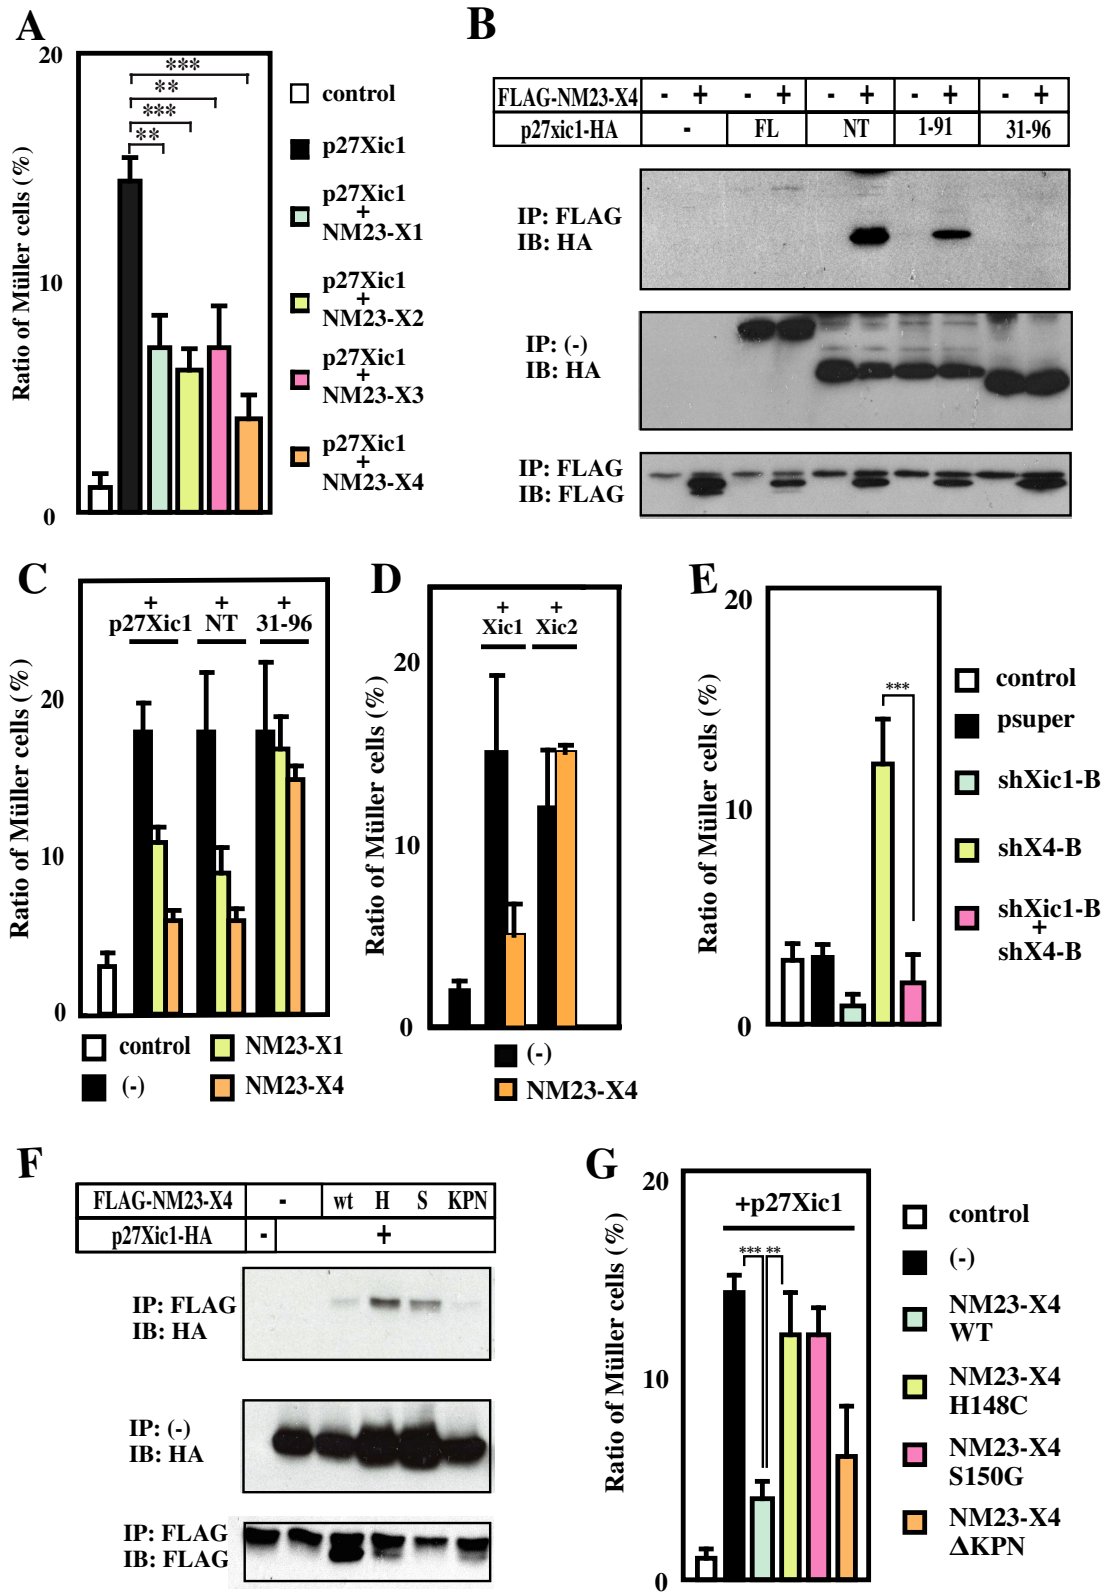 A
20
10
0
Ratio of Müller cells (%)
***
**
***
**
control
p27Xic1
p27Xic1
+
NM23-X1
p27Xic1
+
NM23-X2
p27Xic1
+
NM23-X3
p27Xic1
+
NM23-X4
B
FLAG-NM23-X4 - + - + - + - + - +
p27xic1-HA - FL NT 1-91 31-96
IP: FLAG
IB: HA
IP: (-)
IB: HA
IP: FLAG
IB: FLAG
C
+ + +
p27Xic1 NT 31-96
20
10
0
Ratio of Müller cells (%)
control
(-)
NM23-X1
NM23-X4
D
+ +
Xic1 Xic2
20
10
0
Ratio of Müller cells (%)
(-)
NM23-X4
E
20
10
0
Ratio of Müller cells (%)
***
control
psuper
shXic1-B
shX4-B
shXic1-B
+
shX4-B
F
FLAG-NM23-X4 - wt H S KPN
p27Xic1-HA - +
IP: FLAG
IB: HA
IP: (-)
IB: HA
IP: FLAG
IB: FLAG
G
20
10
0
Ratio of Müller cells (%)
+p27Xic1
*** **
control
(-)
NM23-X4
WT
NM23-X4
H148C
NM23-X4
S150G
NM23-X4
ΔKPN